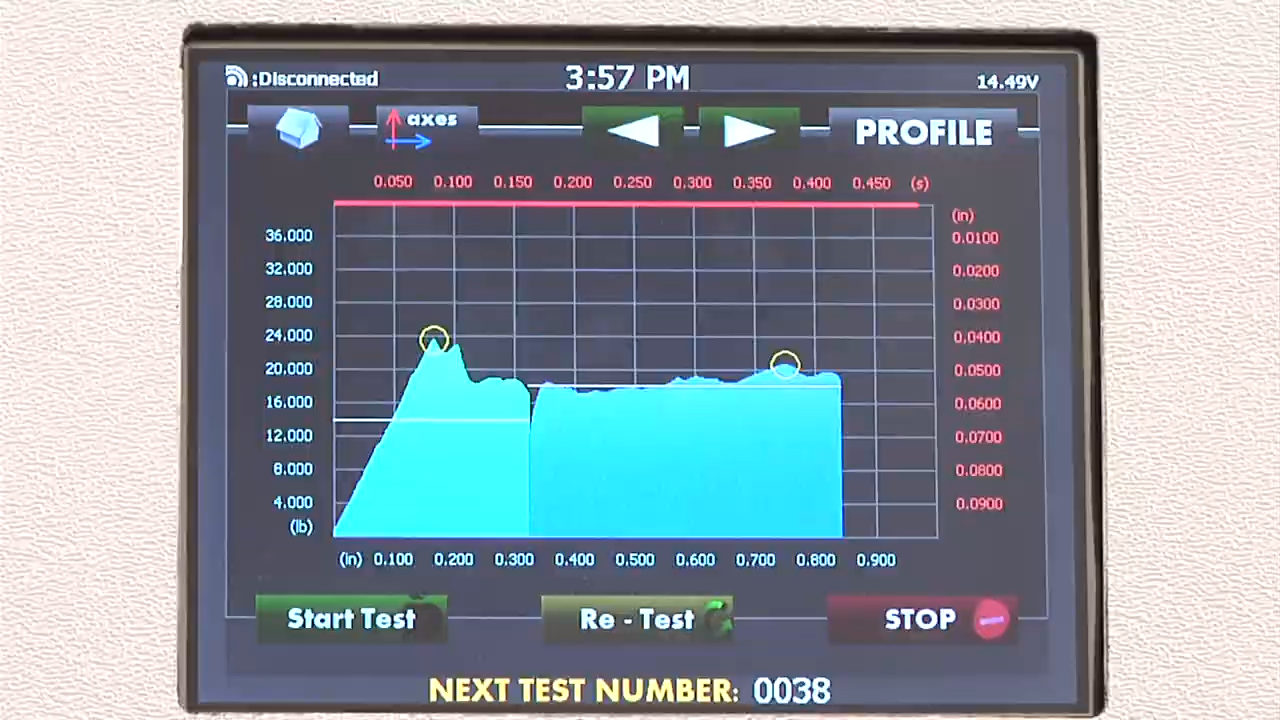 :Disconnected 3:57 PM 14.49V
axes PROFILE
0.050 0.100 0.150 0.200 0.250 0.300 0.350 0.400 0.450 (s)
(in)
36.000 0.0100
32.000 0.0200
28.000 0.0300
24.000 0.0400
20.000 0.0500
16.000 0.0600
12.000 0.0700
8.000 0.0800
4.000 0.0900
(lb)
(in) 0.100 0.200 0.300 0.400 0.500 0.600 0.700 0.800 0.900
Start Test Re - Test STOP
NEXT TEST NUMBER: 0038